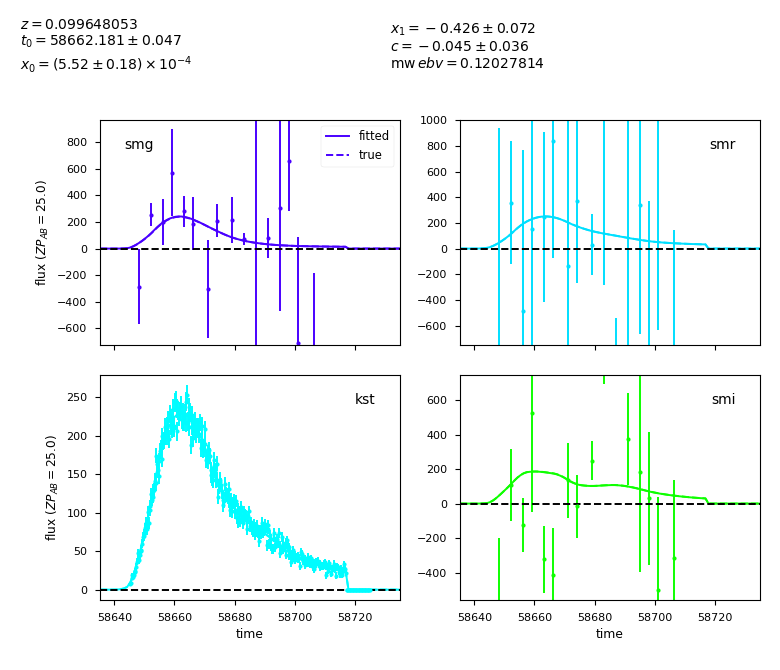 z = 0.099648053
t0 = 58662.181 ± 0.047
x0 = (5.52 ± 0.18) × 10^−4
x1 = −0.426 ± 0.072
c = −0.045 ± 0.036
mw ebv = 0.12027814
smg
fitted
true
flux (ZP_AB = 25.0)
800
600
400
200
0
−200
−400
−600
smr
1000
800
600
400
200
0
−200
−400
−600
kst
flux (ZP_AB = 25.0)
250
200
150
100
50
0
58640 58660 58680 58700 58720
time
smi
600
400
200
0
−200
−400
58640 58660 58680 58700 58720
time